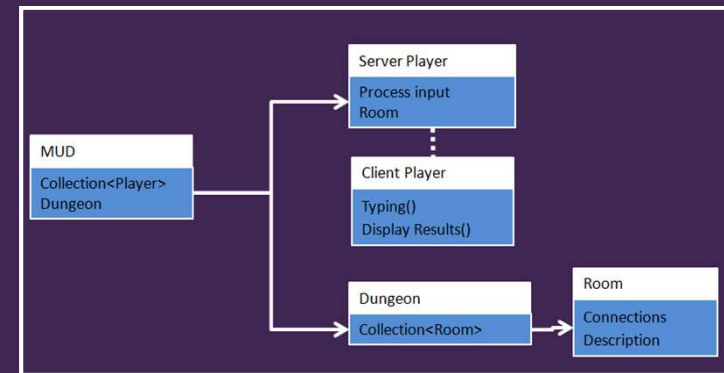 MUD
Collection<Player>
Dungeon
Server Player
Process input
Room
Client Player
Typing()
Display Results()
Dungeon
Collection<Room>
Room
Connections
Description